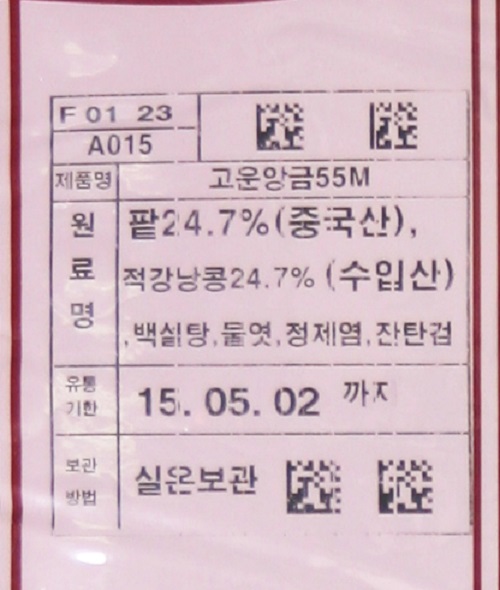 F 01 23
A015
제품명 고운앙금55M
원료명 팥24.7%(중국산),
적강낭콩24.7% (수입산)
,백설탕,물엿,정제염,잔탄검
유통기한 15. 05. 02 까지
보관방법 실온보관